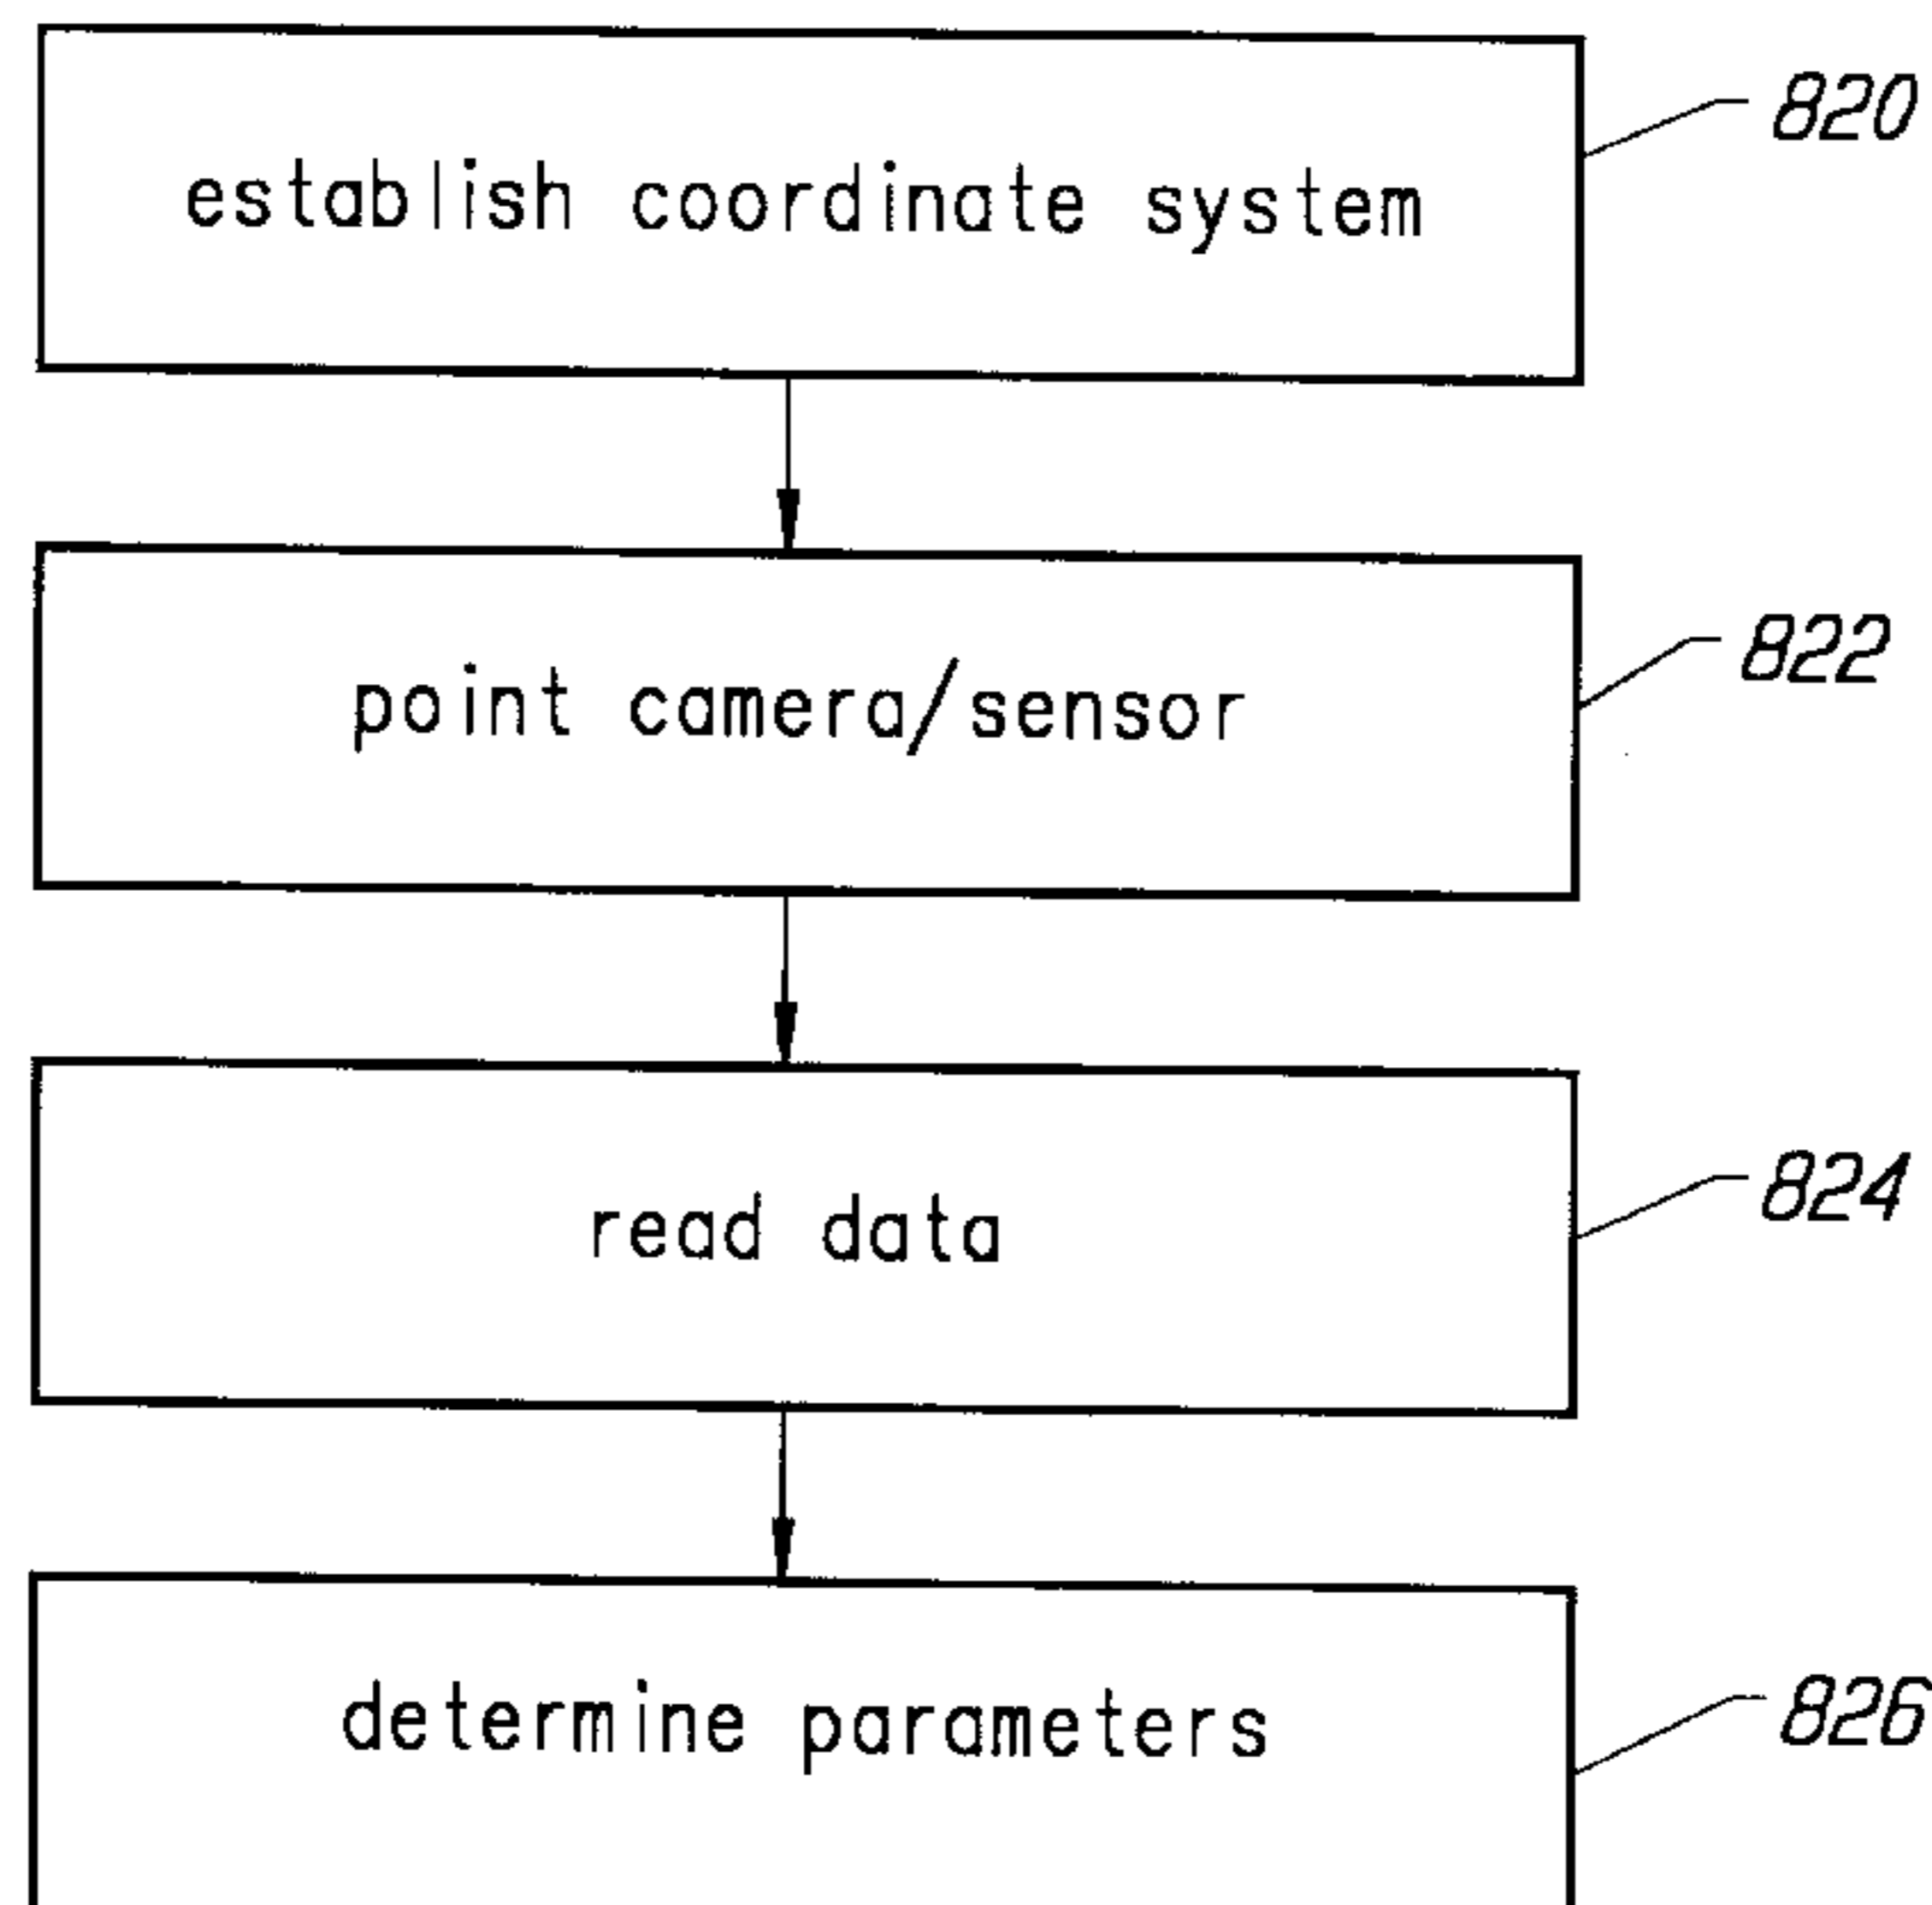 establish coordinate system
820
point camera/sensor
822
read data
824
determine parameters
826